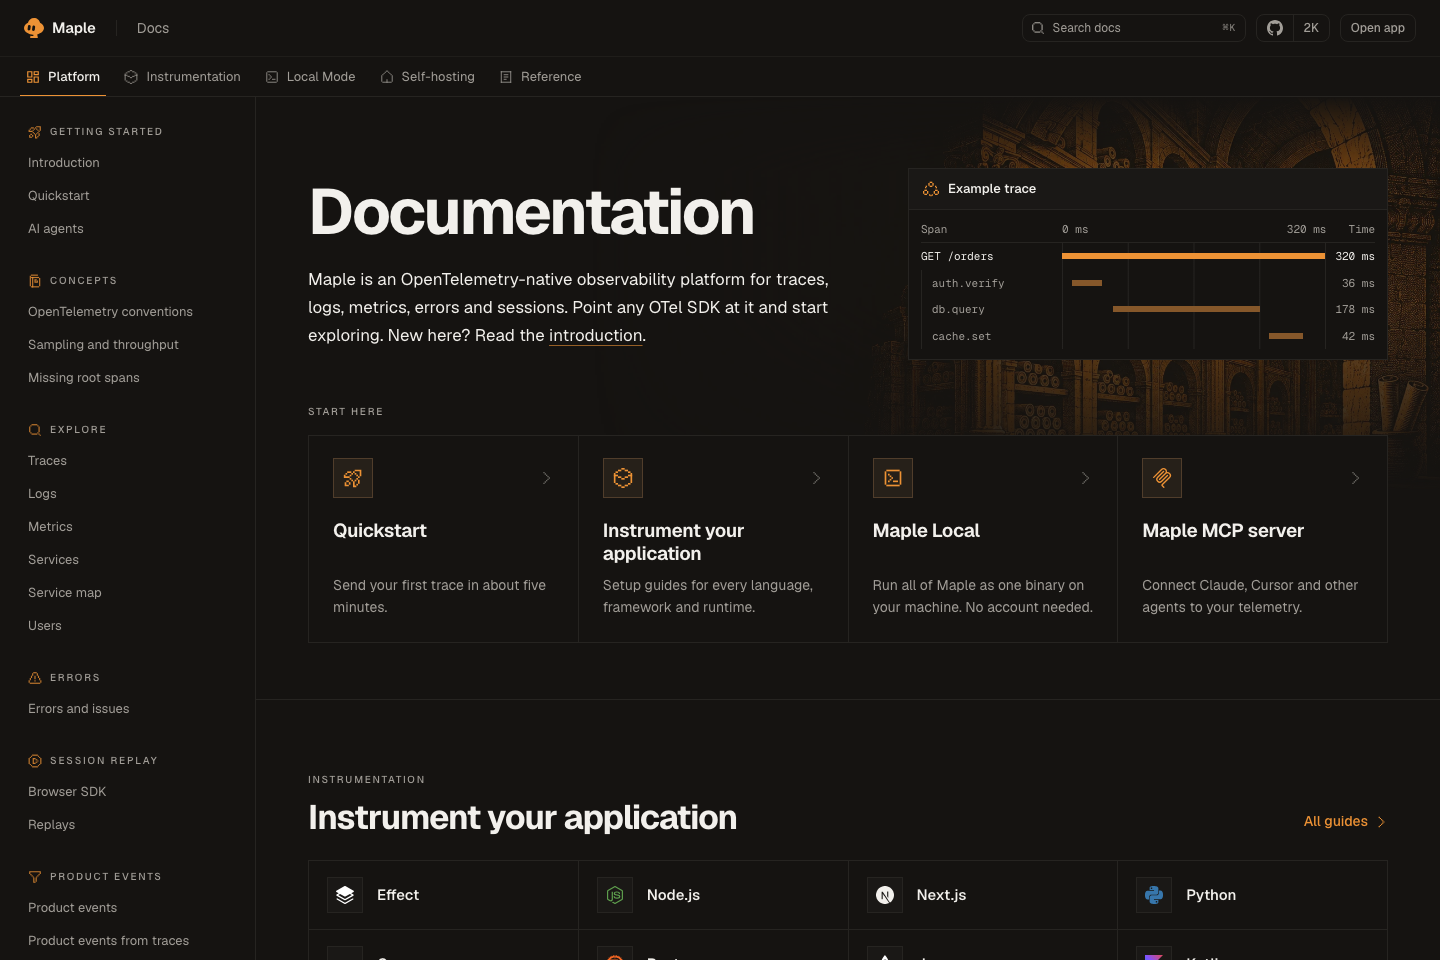 Maple
Docs
Search docs
⌘K
2K
Open app
Platform
Instrumentation
Local Mode
Self-hosting
Reference
GETTING STARTED
Introduction
Quickstart
AI agents
CONCEPTS
OpenTelemetry conventions
Sampling and throughput
Missing root spans
EXPLORE
Traces
Logs
Metrics
Services
Service map
Users
ERRORS
Errors and issues
SESSION REPLAY
Browser SDK
Replays
PRODUCT EVENTS
Product events
Product events from traces
Documentation
Maple is an OpenTelemetry-native observability platform for traces,
logs, metrics, errors and sessions. Point any OTel SDK at it and start
exploring. New here? Read the introduction.
Example trace
Span 0 ms 320 ms Time
GET /orders 320 ms
auth.verify 36 ms
db.query 178 ms
cache.set 42 ms
START HERE
Quickstart
Send your first trace in about five
minutes.
Instrument your
application
Setup guides for every language,
framework and runtime.
Maple Local
Run all of Maple as one binary on
your machine. No account needed.
Maple MCP server
Connect Claude, Cursor and other
agents to your telemetry.
INSTRUMENTATION
Instrument your application
All guides
Effect
Node.js
Next.js
Python